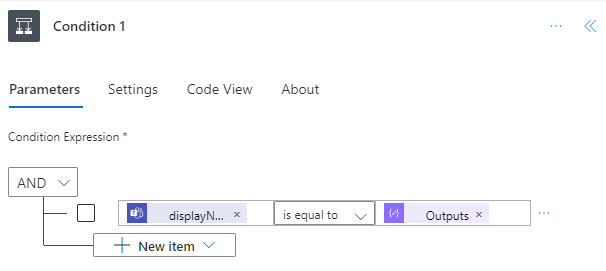 Condition 1
Parameters Settings Code View About
Condition Expression *
AND
displayN... × is equal to Outputs ×
New item